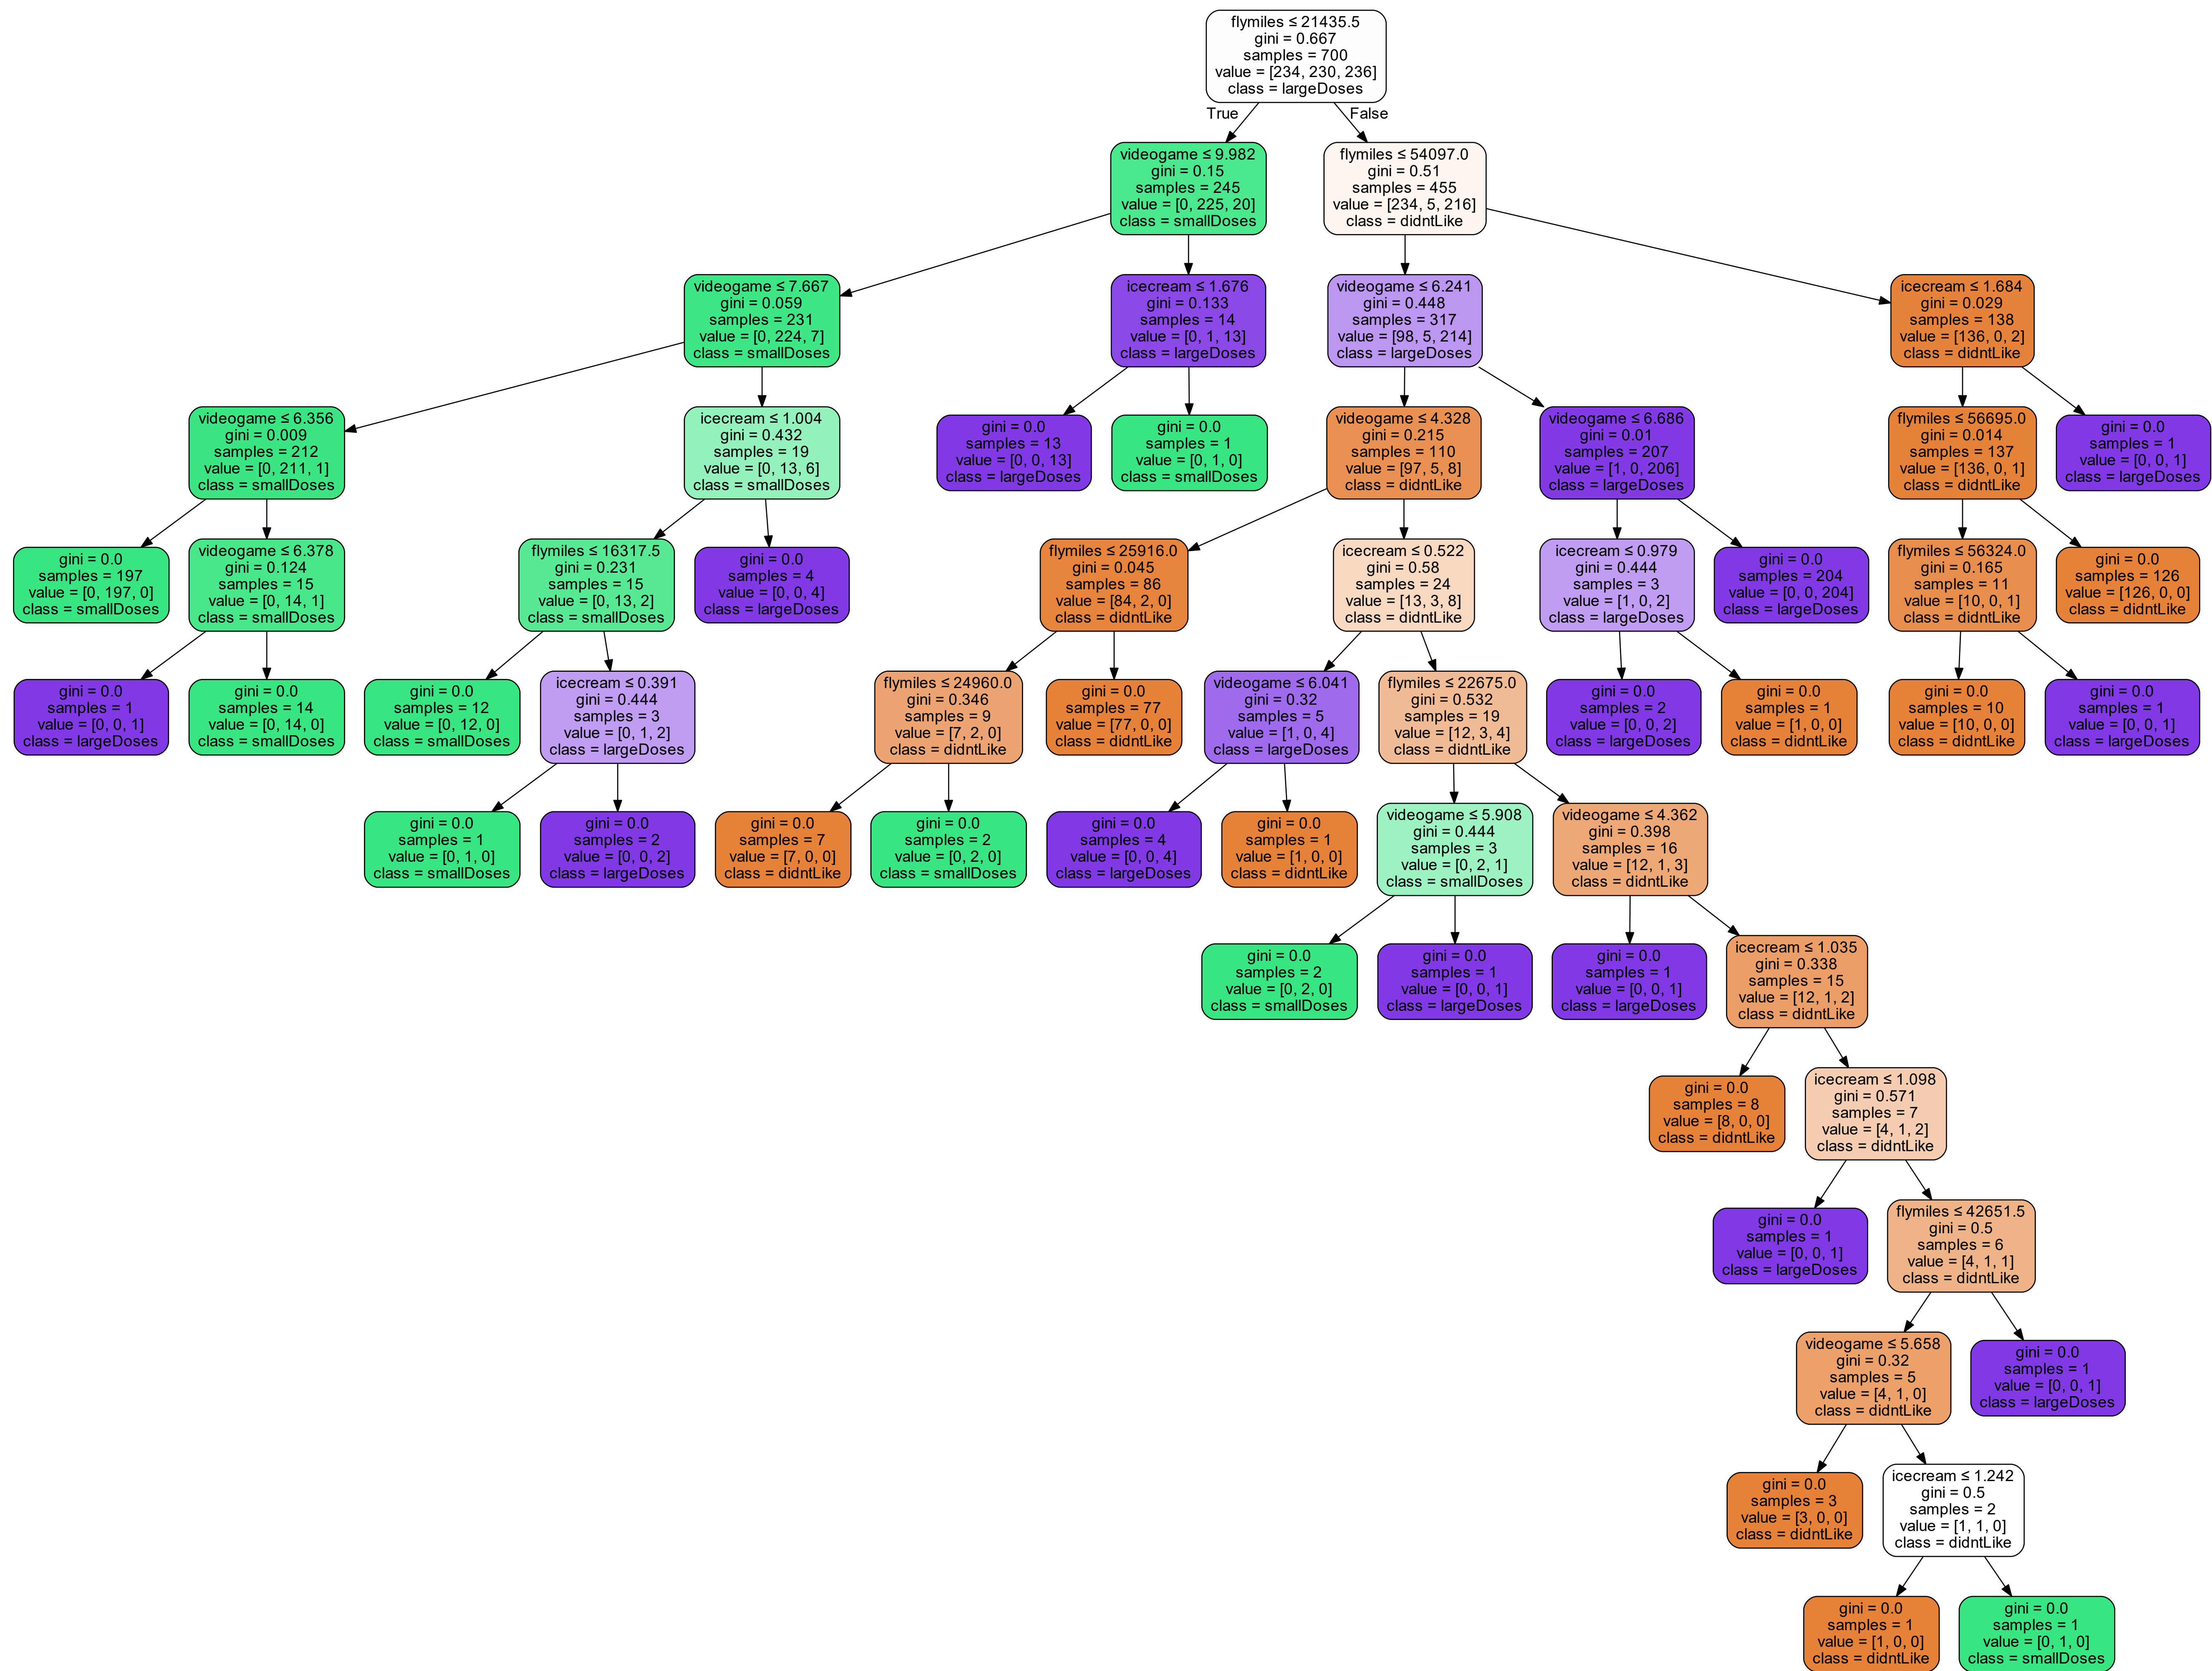 flymiles ≤ 21435.5
gini = 0.667
samples = 700
value = [234, 230, 236]
class = largeDoses
True
False
videogame ≤ 9.982
gini = 0.15
samples = 245
value = [0, 225, 20]
class = smallDoses
flymiles ≤ 54097.0
gini = 0.51
samples = 455
value = [234, 5, 216]
class = didntLike
videogame ≤ 7.667
gini = 0.059
samples = 231
value = [0, 224, 7]
class = smallDoses
icecream ≤ 1.676
gini = 0.133
samples = 14
value = [0, 1, 13]
class = largeDoses
videogame ≤ 6.241
gini = 0.448
samples = 317
value = [98, 5, 214]
class = largeDoses
icecream ≤ 1.684
gini = 0.029
samples = 138
value = [136, 0, 2]
class = didntLike
videogame ≤ 6.356
gini = 0.009
samples = 212
value = [0, 211, 1]
class = smallDoses
icecream ≤ 1.004
gini = 0.432
samples = 19
value = [0, 13, 6]
class = smallDoses
gini = 0.0
samples = 13
value = [0, 0, 13]
class = largeDoses
gini = 0.0
samples = 1
value = [0, 1, 0]
class = smallDoses
videogame ≤ 4.328
gini = 0.215
samples = 110
value = [97, 5, 8]
class = didntLike
videogame ≤ 6.686
gini = 0.01
samples = 207
value = [1, 0, 206]
class = largeDoses
flymiles ≤ 56695.0
gini = 0.014
samples = 137
value = [136, 0, 1]
class = didntLike
gini = 0.0
samples = 1
value = [0, 0, 1]
class = largeDoses
gini = 0.0
samples = 197
value = [0, 197, 0]
class = smallDoses
videogame ≤ 6.378
gini = 0.124
samples = 15
value = [0, 14, 1]
class = smallDoses
flymiles ≤ 16317.5
gini = 0.231
samples = 15
value = [0, 13, 2]
class = smallDoses
gini = 0.0
samples = 4
value = [0, 0, 4]
class = largeDoses
flymiles ≤ 25916.0
gini = 0.045
samples = 86
value = [84, 2, 0]
class = didntLike
icecream ≤ 0.522
gini = 0.58
samples = 24
value = [13, 3, 8]
class = didntLike
icecream ≤ 0.979
gini = 0.444
samples = 3
value = [1, 0, 2]
class = largeDoses
gini = 0.0
samples = 204
value = [0, 0, 204]
class = largeDoses
flymiles ≤ 56324.0
gini = 0.165
samples = 11
value = [10, 0, 1]
class = didntLike
gini = 0.0
samples = 126
value = [126, 0, 0]
class = didntLike
gini = 0.0
samples = 1
value = [0, 0, 1]
class = largeDoses
gini = 0.0
samples = 14
value = [0, 14, 0]
class = smallDoses
gini = 0.0
samples = 12
value = [0, 12, 0]
class = smallDoses
icecream ≤ 0.391
gini = 0.444
samples = 3
value = [0, 1, 2]
class = largeDoses
flymiles ≤ 24960.0
gini = 0.346
samples = 9
value = [7, 2, 0]
class = didntLike
gini = 0.0
samples = 77
value = [77, 0, 0]
class = didntLike
videogame ≤ 6.041
gini = 0.32
samples = 5
value = [1, 0, 4]
class = largeDoses
flymiles ≤ 22675.0
gini = 0.532
samples = 19
value = [12, 3, 4]
class = didntLike
gini = 0.0
samples = 2
value = [0, 0, 2]
class = largeDoses
gini = 0.0
samples = 1
value = [1, 0, 0]
class = didntLike
gini = 0.0
samples = 10
value = [10, 0, 0]
class = didntLike
gini = 0.0
samples = 1
value = [0, 0, 1]
class = largeDoses
gini = 0.0
samples = 1
value = [0, 1, 0]
class = smallDoses
gini = 0.0
samples = 2
value = [0, 0, 2]
class = largeDoses
gini = 0.0
samples = 7
value = [7, 0, 0]
class = didntLike
gini = 0.0
samples = 2
value = [0, 2, 0]
class = smallDoses
gini = 0.0
samples = 4
value = [0, 0, 4]
class = largeDoses
gini = 0.0
samples = 1
value = [1, 0, 0]
class = didntLike
videogame ≤ 5.908
gini = 0.444
samples = 3
value = [0, 2, 1]
class = smallDoses
videogame ≤ 4.362
gini = 0.398
samples = 16
value = [12, 1, 3]
class = didntLike
gini = 0.0
samples = 2
value = [0, 2, 0]
class = smallDoses
gini = 0.0
samples = 1
value = [0, 0, 1]
class = largeDoses
gini = 0.0
samples = 1
value = [0, 0, 1]
class = largeDoses
icecream ≤ 1.035
gini = 0.338
samples = 15
value = [12, 1, 2]
class = didntLike
gini = 0.0
samples = 8
value = [8, 0, 0]
class = didntLike
icecream ≤ 1.098
gini = 0.571
samples = 7
value = [4, 1, 2]
class = didntLike
gini = 0.0
samples = 1
value = [0, 0, 1]
class = largeDoses
flymiles ≤ 42651.5
gini = 0.5
samples = 6
value = [4, 1, 1]
class = didntLike
videogame ≤ 5.658
gini = 0.32
samples = 5
value = [4, 1, 0]
class = didntLike
gini = 0.0
samples = 1
value = [0, 0, 1]
class = largeDoses
gini = 0.0
samples = 3
value = [3, 0, 0]
class = didntLike
icecream ≤ 1.242
gini = 0.5
samples = 2
value = [1, 1, 0]
class = didntLike
gini = 0.0
samples = 1
value = [1, 0, 0]
class = didntLike
gini = 0.0
samples = 1
value = [0, 1, 0]
class = smallDoses